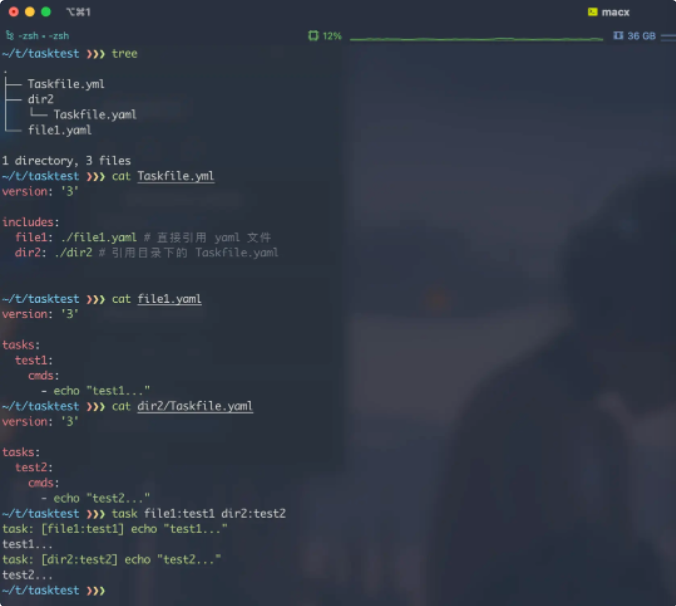 ⌥⌘1
macx
-zsh • -zsh
12%
36 GB
~/t/tasktest ❯❯❯ tree
.
├── Taskfile.yml
├── dir2
│   └── Taskfile.yaml
└── file1.yaml

1 directory, 3 files
~/t/tasktest ❯❯❯ cat Taskfile.yml
version: '3'

includes:
  file1: ./file1.yaml # 直接引用 yaml 文件
  dir2: ./dir2 # 引用目录下的 Taskfile.yaml

~/t/tasktest ❯❯❯ cat file1.yaml
version: '3'

tasks:
  test1:
    cmds:
      - echo "test1..."
~/t/tasktest ❯❯❯ cat dir2/Taskfile.yaml
version: '3'

tasks:
  test2:
    cmds:
      - echo "test2..."
~/t/tasktest ❯❯❯ task file1:test1 dir2:test2
task: [file1:test1] echo "test1..."
test1...
task: [dir2:test2] echo "test2..."
test2...
~/t/tasktest ❯❯❯